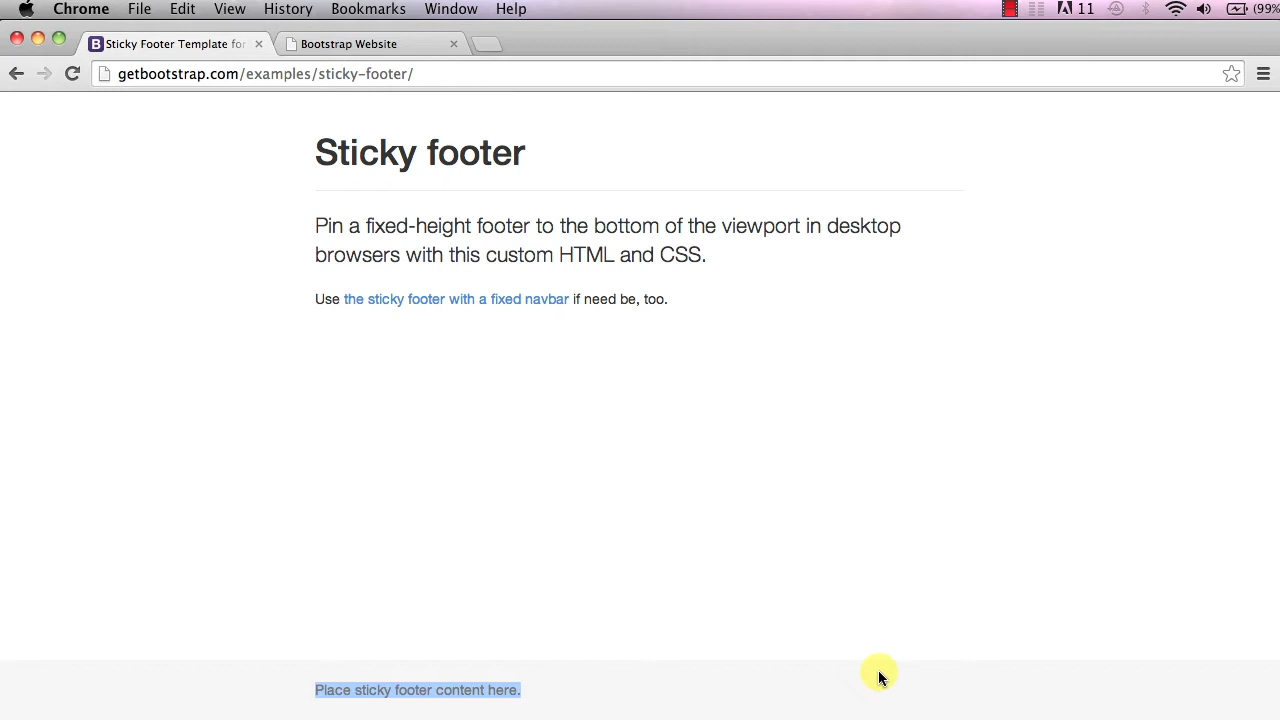 Chrome File Edit View History Bookmarks Window Help 11 (99%
Sticky Footer Template for Bootstrap Website
getbootstrap.com/examples/sticky-footer/
Sticky footer
Pin a fixed-height footer to the bottom of the viewport in desktop
browsers with this custom HTML and CSS.
Use the sticky footer with a fixed navbar if need be, too.
Place sticky footer content here.